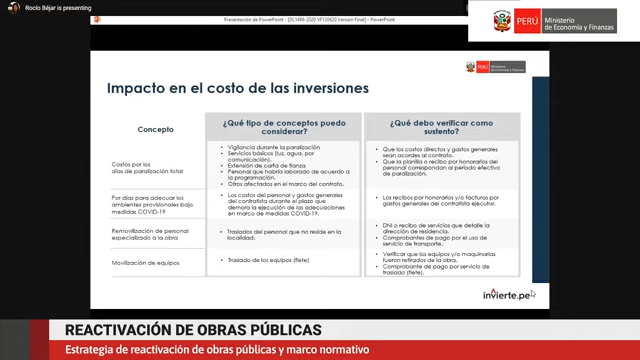 Rocío Béjar is presenting
Presentación de PowerPoint - [DL1486-2020 VF120620 Version Final] - PowerPoint
PERÚ
Ministerio
de Economía y Finanzas
PERÚ
Ministerio
de Economía y Finanzas
Impacto en el costo de las inversiones
Concepto
¿Qué tipo de conceptos puedo
considerar?
¿Qué debo verificar como
sustento?
Costos por los
días de paralización total
• Vigilancia durante la paralización
• Servicios básicos (luz, agua, por
comunicación).
• Extensión de carta de fianza
• Personal que habría laborado de acuerdo a
la programación.
• Otros afectados en el marco del contrato.
• Que los costos directos y gastos generales
sean acordes al contrato.
• Que la planilla o recibo por honorarios del
personal correspondan al período efectivo
de paralización.
Por días para adecuar los
ambientes provisionales bajo
medidas COVID-19
• Los costos del personal y gastos generales
del contratista durante el plazo que
demora la ejecución de las adecuaciones
en marco de medidas COVID-19.
• Los recibos por honorarios y/o facturas por
gastos generales del contratista ejecutor.
Removilización de personal
especializado a la obra
• Traslados del personal que no reside en la
localidad.
• DNI o recibo de servicios que detalle la
dirección de residencia.
• Comprobantes de pago por el uso de
servicio de transporte.
Movilización de equipos
• Traslado de los equipos (flete)
• Verificar que los equipos y/o maquinarias
fueron retirados de la obra.
• Comprobante de pago por servicio de
traslado (flete).
invierte.pe
REACTIVACIÓN DE OBRAS PÚBLICAS
Estrategia de reactivación de obras públicas y marco normativo